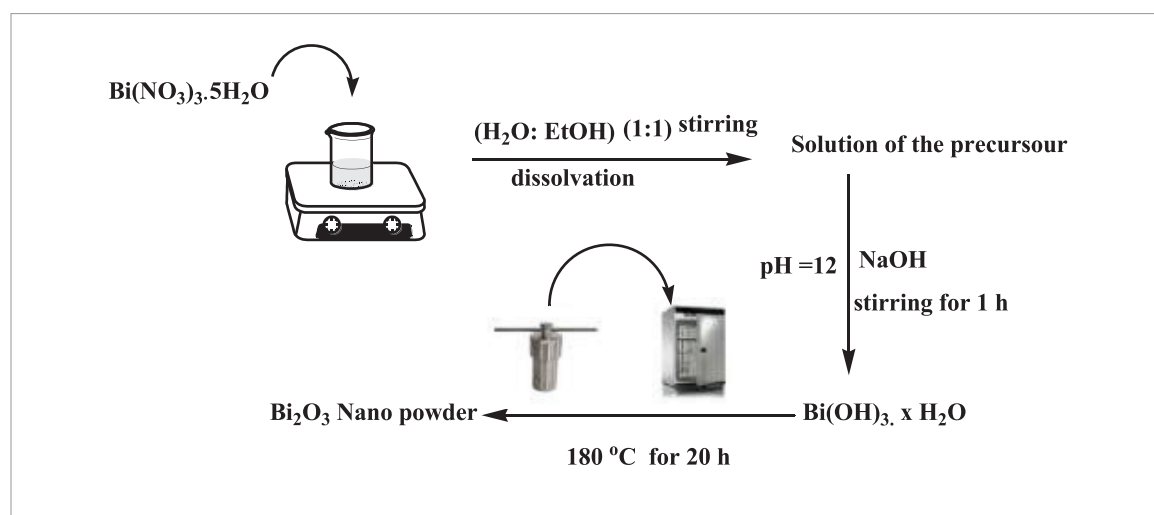 Bi(NO₃)₃.5H₂O
(H₂O: EtOH) (1:1) stirring
dissolvation
Solution of the precursour
pH =12
NaOH
stirring for 1 h
Bi(OH)₃. x H₂O
180 °C for 20 h
Bi₂O₃ Nano powder